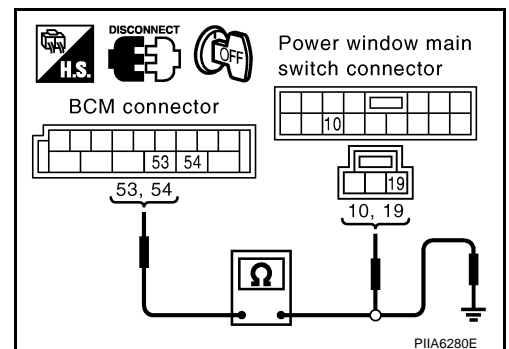 DISCONNECT
H.S.
OFF
Power window main
switch connector
BCM connector
10
53 54
19
53, 54
10, 19
Ω
PIIA6280E